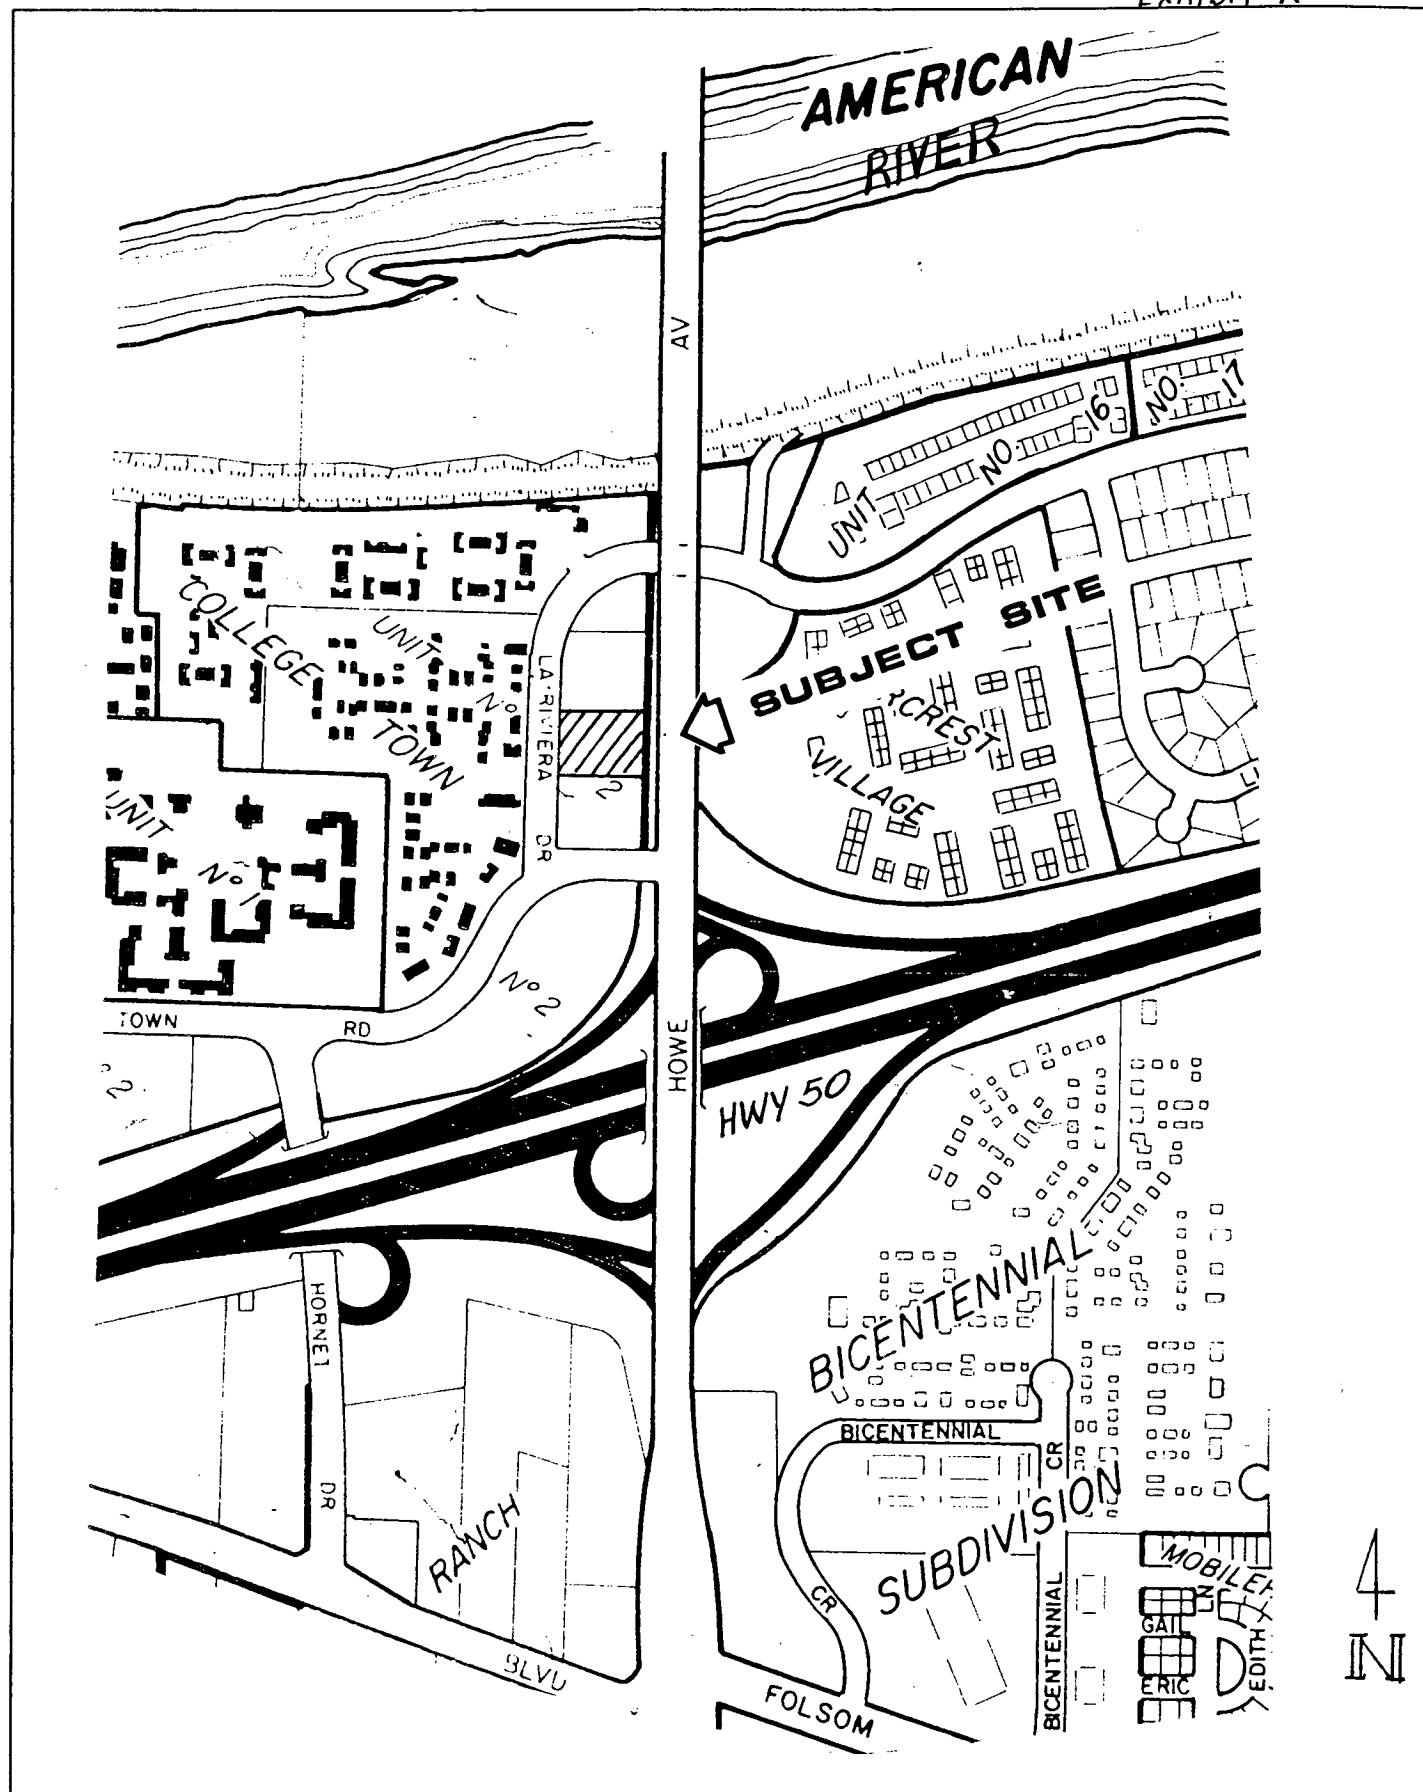 AMERICAN
RIVER
AV
UNIT NO. 16
NO. 17
COLLEGE
TOWN
UNIT
Nº
LA RIVIERA
DR
2
SUBJECT SITE
VILLAGE
UNIT
Nº 1
Nº 2
TOWN
RD
2
HOWE
HWY 50
HORNET
DR
BICENTENNIAL
SUBDIVISION
BICENTENNIAL
CR
CR
RANCH
BLVD
FOLSOM
BICENTENNIAL
LN
GAIL
ERIC
EDITH
N